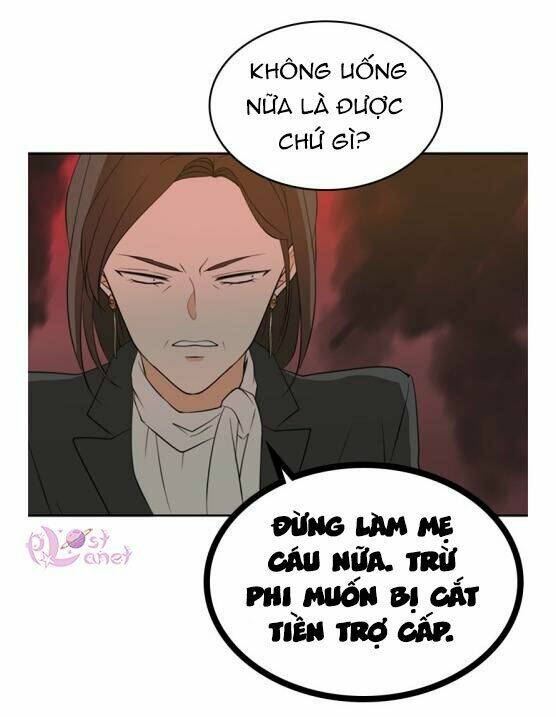 KHÔNG UỐNG
NỮA LÀ ĐƯỢC
CHỨ GÌ?
ĐỪNG LÀM MẸ
CÁU NỮA. TRỪ
PHI MUỐN BỊ CẮT
TIỀN TRỢ CẤP.
Lost
Planet